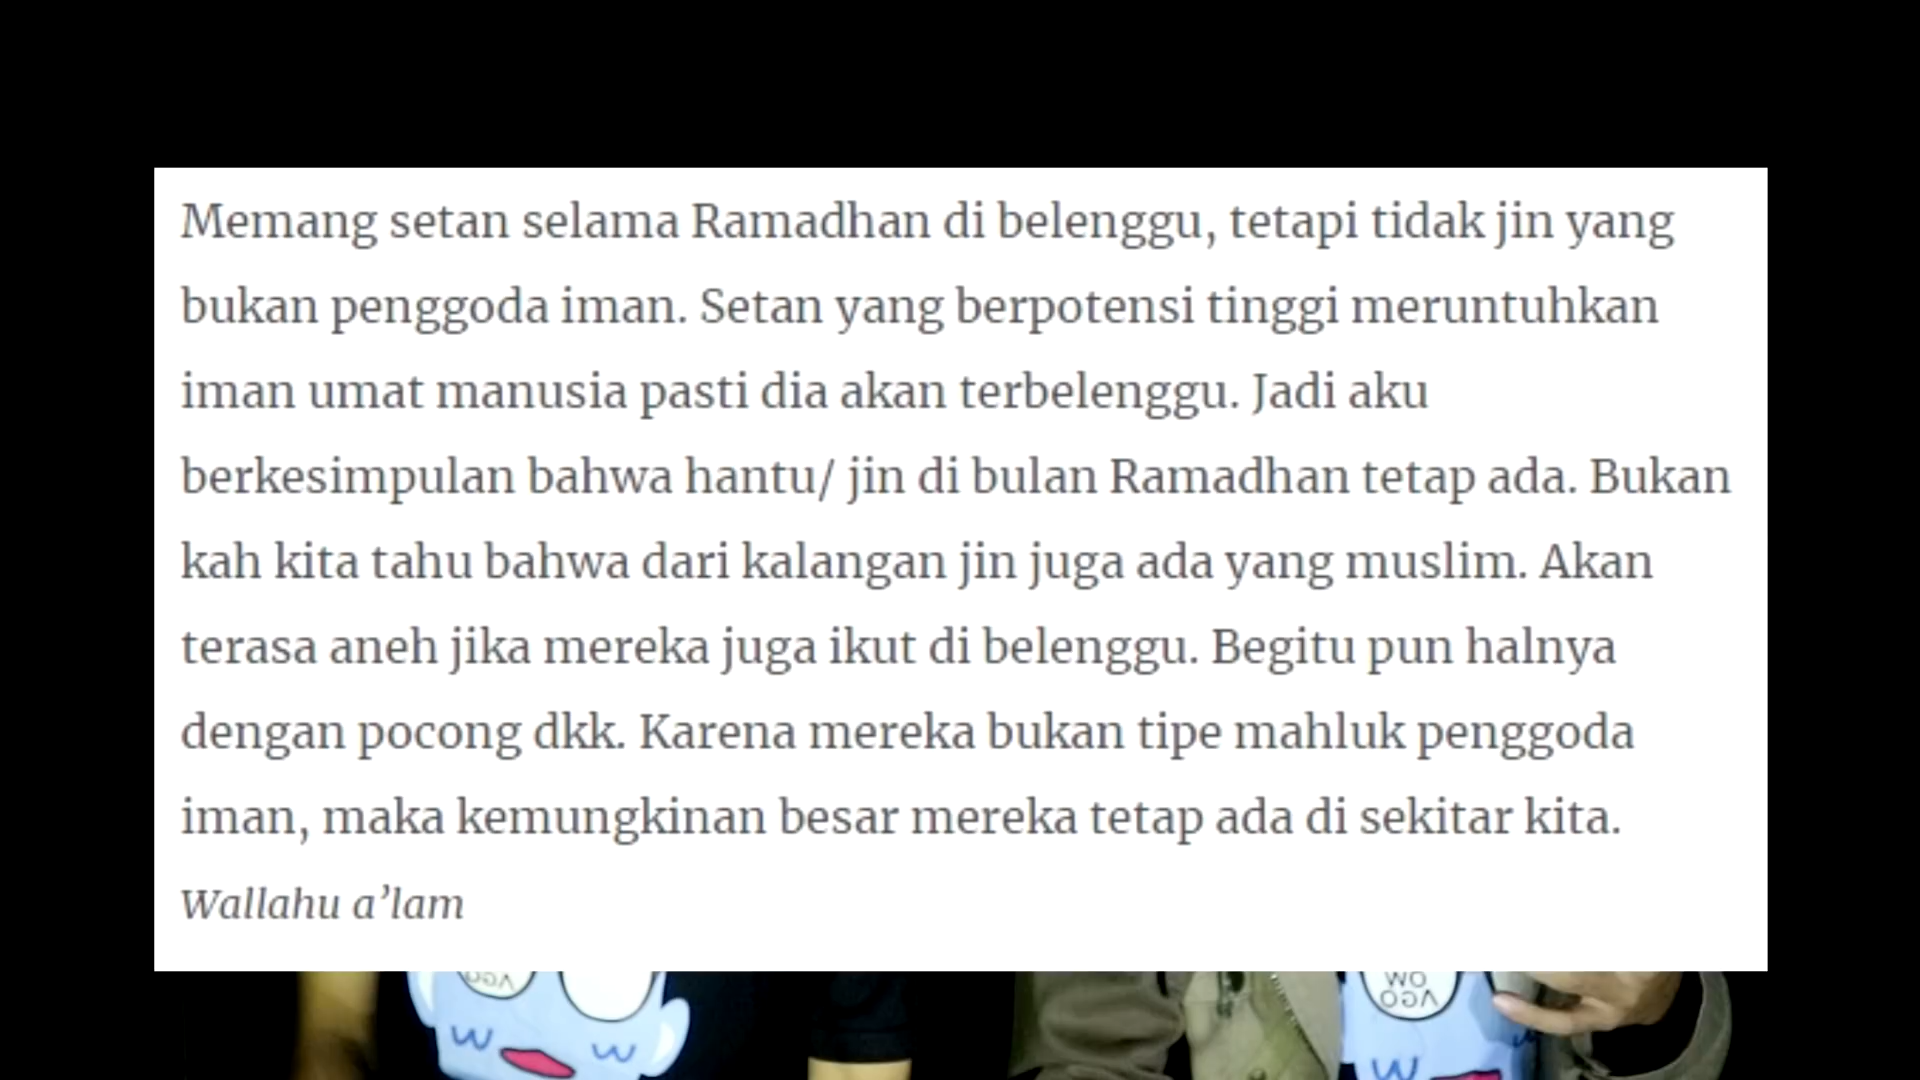 Memang setan selama Ramadhan di belenggu, tetapi tidak jin yang
bukan penggoda iman. Setan yang berpotensi tinggi meruntuhkan
iman umat manusia pasti dia akan terbelenggu. Jadi aku
berkesimpulan bahwa hantu/ jin di bulan Ramadhan tetap ada. Bukan
kah kita tahu bahwa dari kalangan jin juga ada yang muslim. Akan
terasa aneh jika mereka juga ikut di belenggu. Begitu pun halnya
dengan pocong dkk. Karena mereka bukan tipe mahluk penggoda
iman, maka kemungkinan besar mereka tetap ada di sekitar kita.
Wallahu a’lam